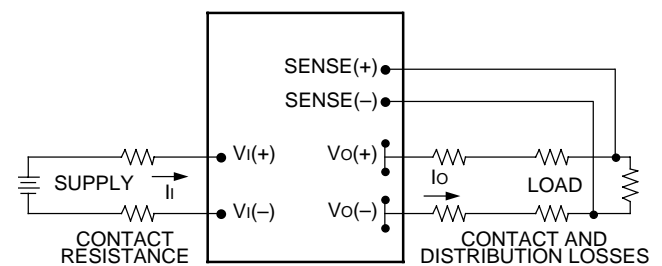 SENSE(+)
SENSE(–)
VI(+)
VO(+)
SUPPLY
II
IO
LOAD
VI(–)
VO(–)
CONTACT
RESISTANCE
CONTACT AND
DISTRIBUTION LOSSES